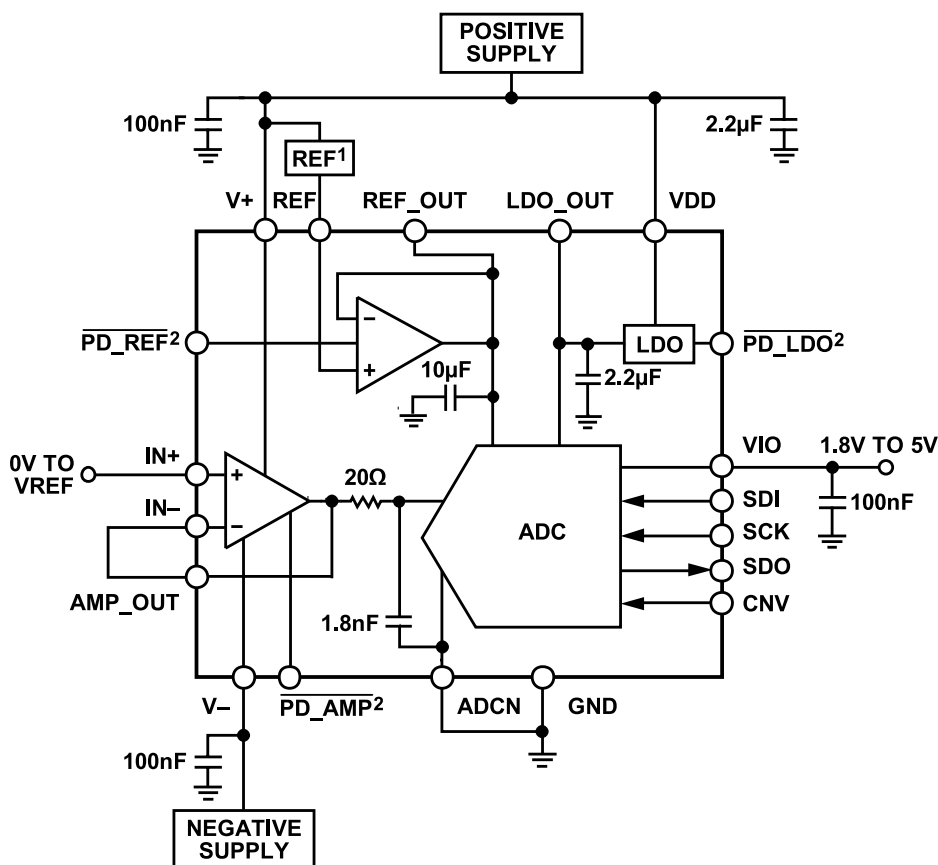 POSITIVE
SUPPLY
100nF
2.2µF
REF1
V+
REF
REF_OUT
LDO_OUT
VDD
PD_REF2
LDO
PD_LDO2
10µF
2.2µF
0V TO
VREF
IN+
IN–
20Ω
ADC
VIO
1.8V TO 5V
SDI
100nF
SCK
SDO
CNV
AMP_OUT
1.8nF
V–
PD_AMP2
ADCN
GND
100nF
NEGATIVE
SUPPLY